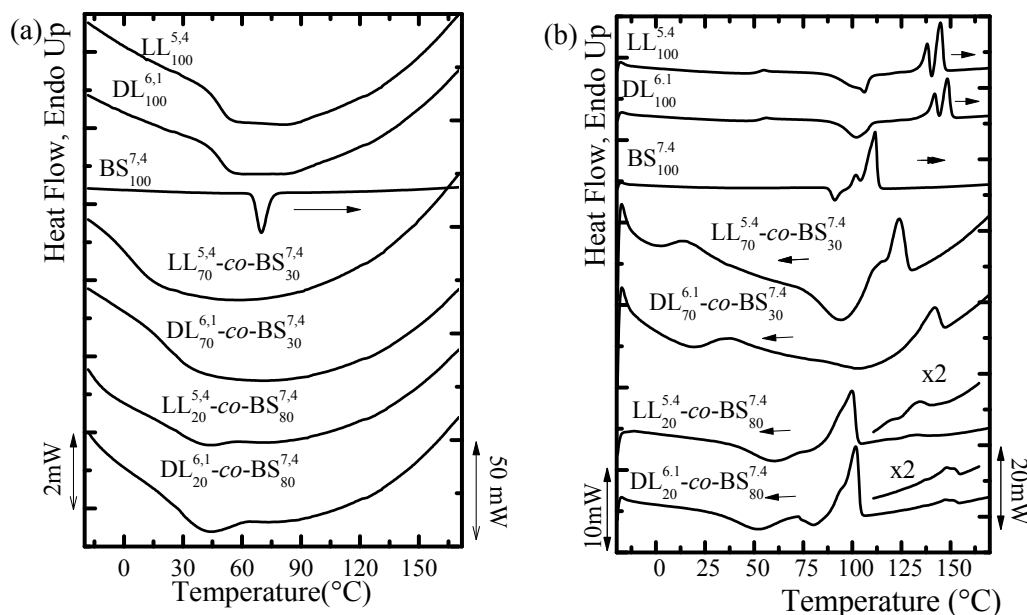 (a)
Heat Flow, Endo Up
LL₁₀₀^5,4
DL₁₀₀^6,1
BS₁₀₀^7,4
LL₇₀^5,4-co-BS₃₀^7,4
DL₇₀^6,1-co-BS₃₀^7,4
LL₂₀^5,4-co-BS₈₀^7,4
DL₂₀^6,1-co-BS₈₀^7,4
2mW
50 mW
0 30 60 90 120 150
Temperature(°C)
(b)
Heat Flow, Endo Up
LL₁₀₀^5.4
DL₁₀₀^6.1
BS₁₀₀^7.4
LL₇₀^5.4-co-BS₃₀^7.4
DL₇₀^6.1-co-BS₃₀^7.4
x2
LL₂₀^5.4-co-BS₈₀^7.4
x2
DL₂₀^6.1-co-BS₈₀^7.4
10mW
20mW
0 25 50 75 100 125 150
Temperature (°C)